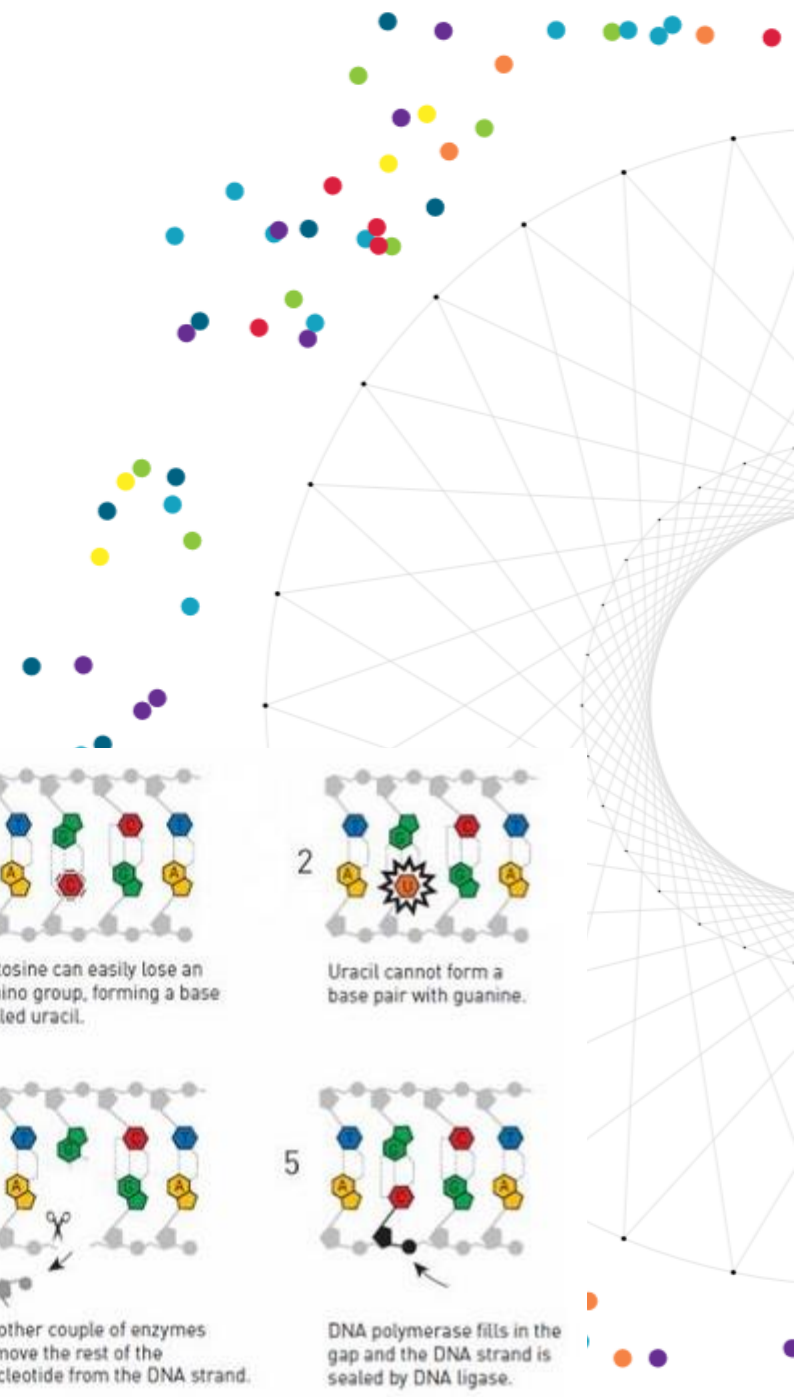 T G C T
A C G A
tosine can easily lose an
ino group, forming a base
led uracil.
2
T G C T
A U G A
Uracil cannot form a
base pair with guanine.
T G C T
A G A
other couple of enzymes
move the rest of the
cleotide from the DNA strand.
5
T G C T
A C G A
DNA polymerase fills in the
gap and the DNA strand is
sealed by DNA ligase.